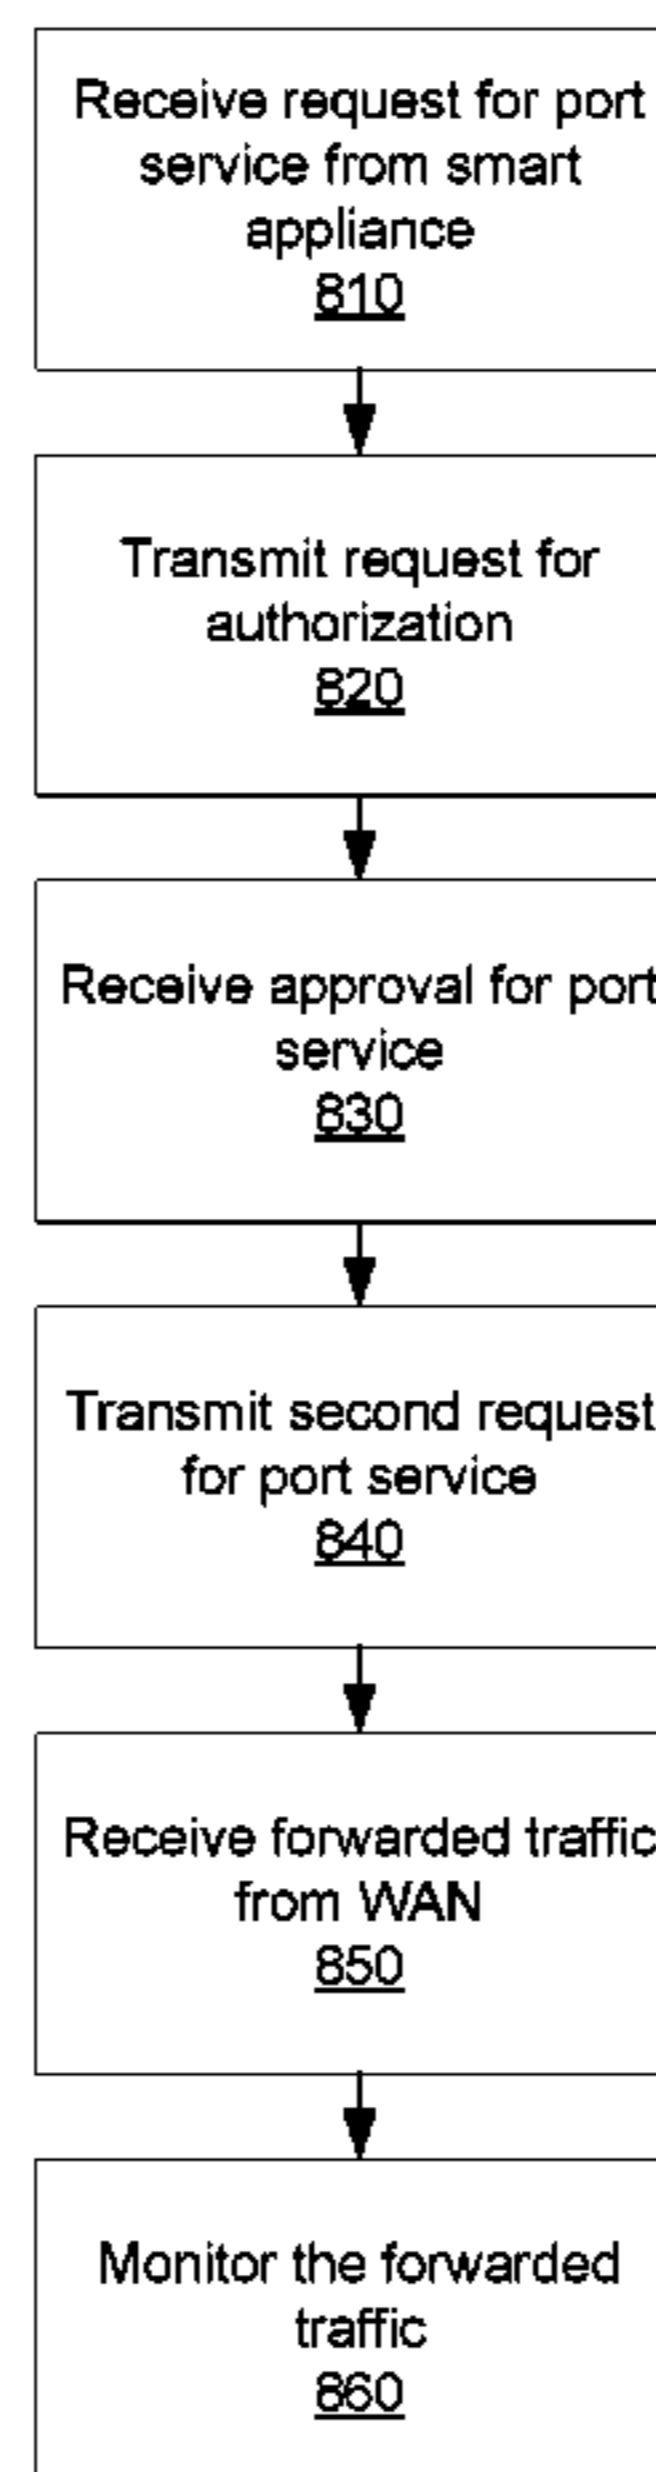 Receive request for port
service from smart
appliance
810
Transmit request for
authorization
820
Receive approval for port
service
830
Transmit second request
for port service
840
Receive forwarded traffic
from WAN
850
Monitor the forwarded
traffic
860